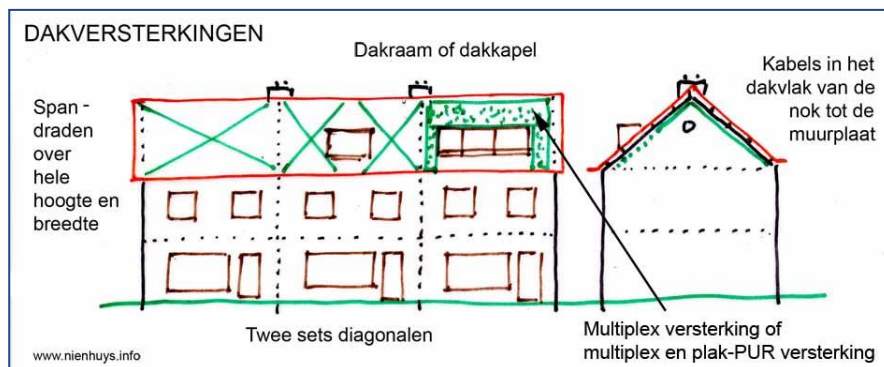 DAKVERSTERKINGEN
Dakraam of dakkapel
Kabels in het
dakvlak van de
nok tot de
muurplaat
Span -
draden
over
hele
hoogte en
breedte
Twee sets diagonalen
Multiplex versterking of
multiplex en plak-PUR versterking
www.nienhuys.info